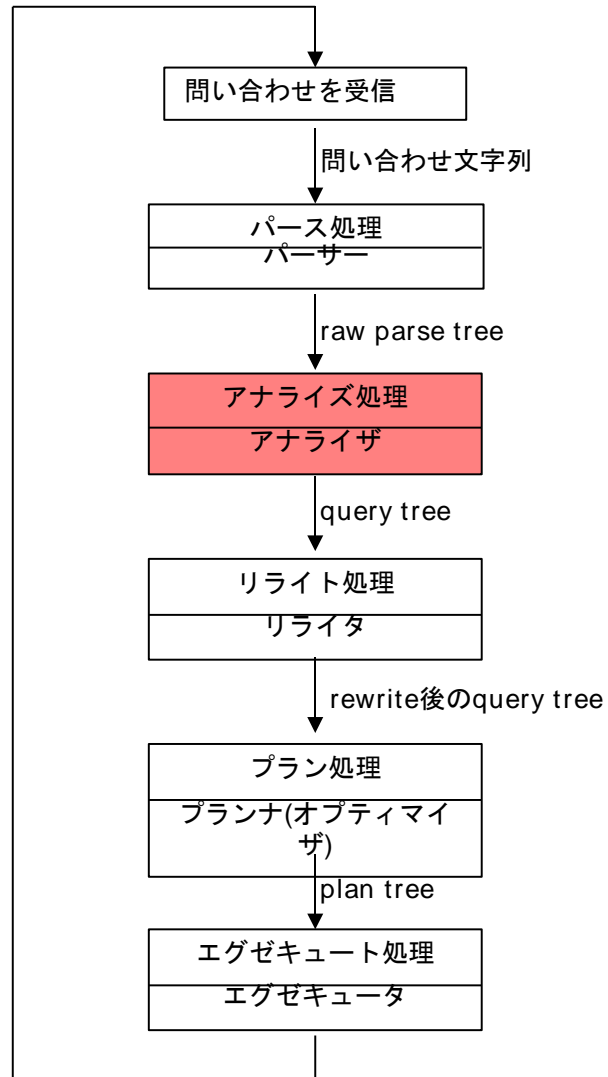 問い合わせを受信
問い合わせ文字列
パース処理
パーサー
raw parse tree
アナライズ処理
アナライザ
query tree
リライト処理
リライタ
rewrite後のquery tree
プラン処理
プランナ(オプティマイ
ザ)
plan tree
エグゼキュート処理
エグゼキュータ